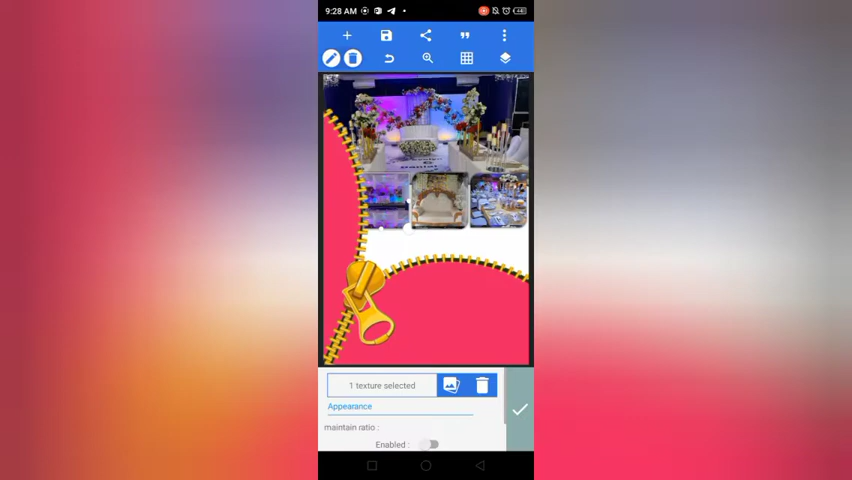 9:28 AM
1 texture selected
Appearance
maintain ratio :
Enabled :